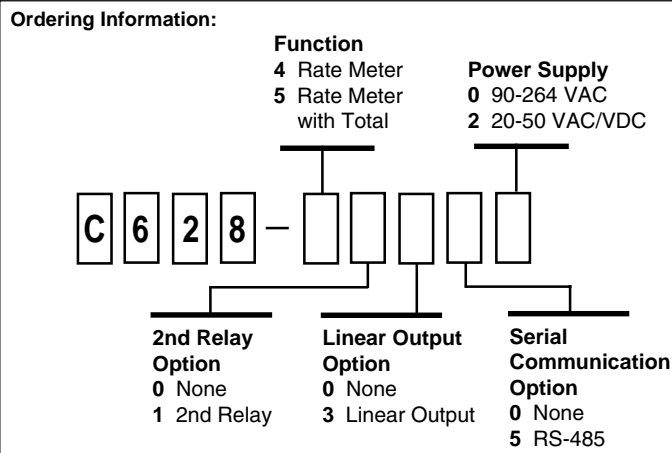 Ordering Information:
Function
4 Rate Meter
5 Rate Meter
with Total
Power Supply
0 90-264 VAC
2 20-50 VAC/VDC
C 6 2 8 –
2nd Relay
Option
0 None
1 2nd Relay
Linear Output
Option
0 None
3 Linear Output
Serial
Communication
Option
0 None
5 RS-485